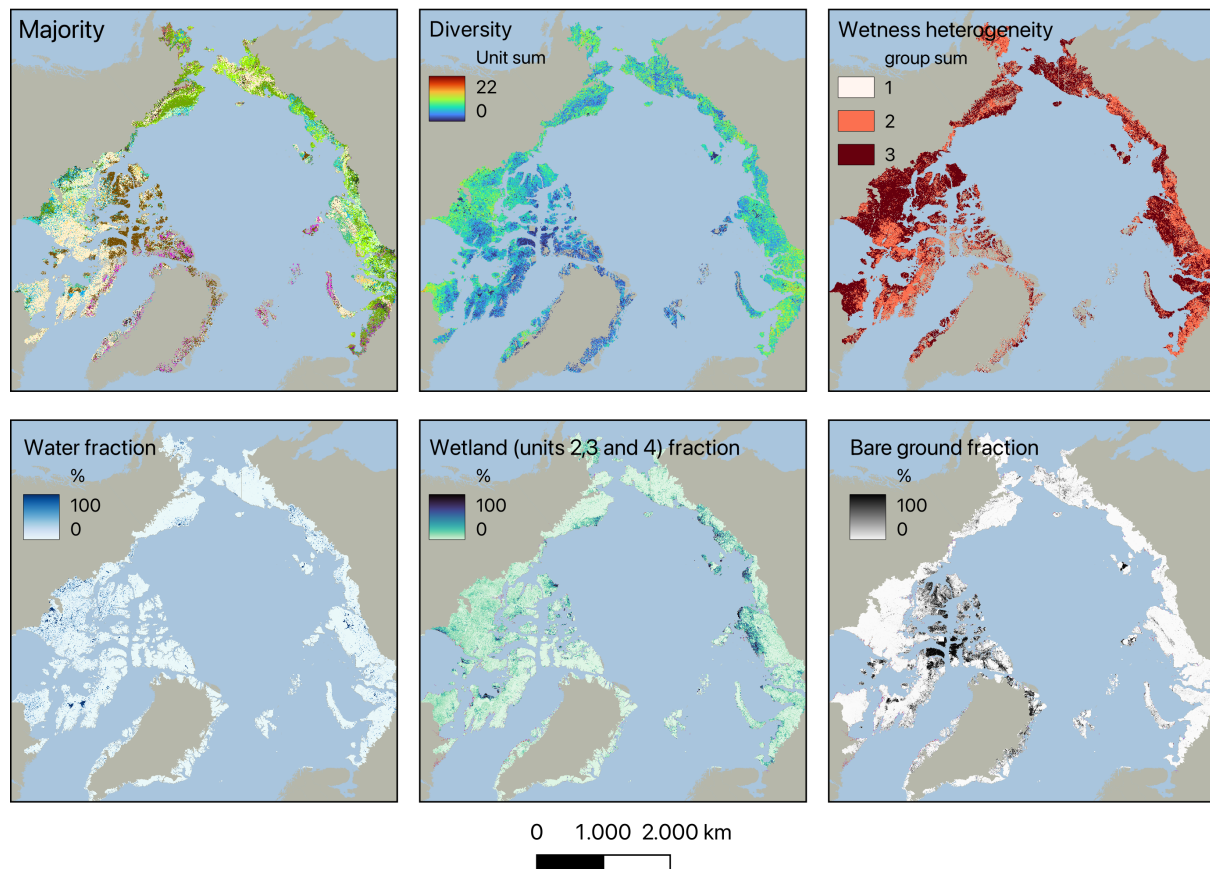 Majority
Diversity
Unit sum
22
0
Wetness heterogeneity
group sum
1
2
3
Water fraction
%
100
0
Wetland (units 2,3 and 4) fraction
%
100
0
Bare ground fraction
%
100
0
0 1.000 2.000 km